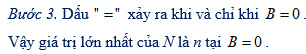 Bước 3. Dấu " = " xảy ra khi và chỉ khi B = 0 .
Vậy giá trị lớn nhất của N là n tại B = 0 .